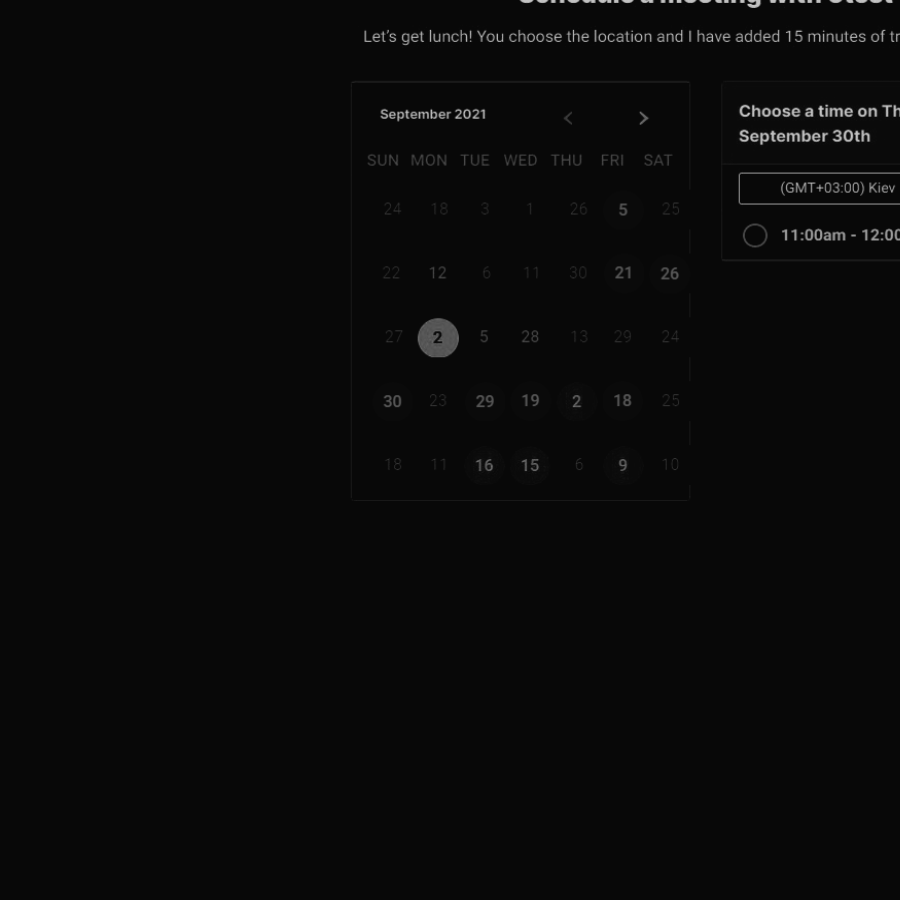 Let's get lunch! You choose the location and I have added 15 minutes of
September 2021
SUN MON TUE WED THU FRI SAT
24 18 3 1 26 5 25
22 12 6 11 30 21 26
27 2 5 28 13 29 24
30 23 29 19 2 18 25
18 11 16 15 6 9 10
Choose a time on
September 30th
(GMT+03:00) Kiev
11:00am - 12:00